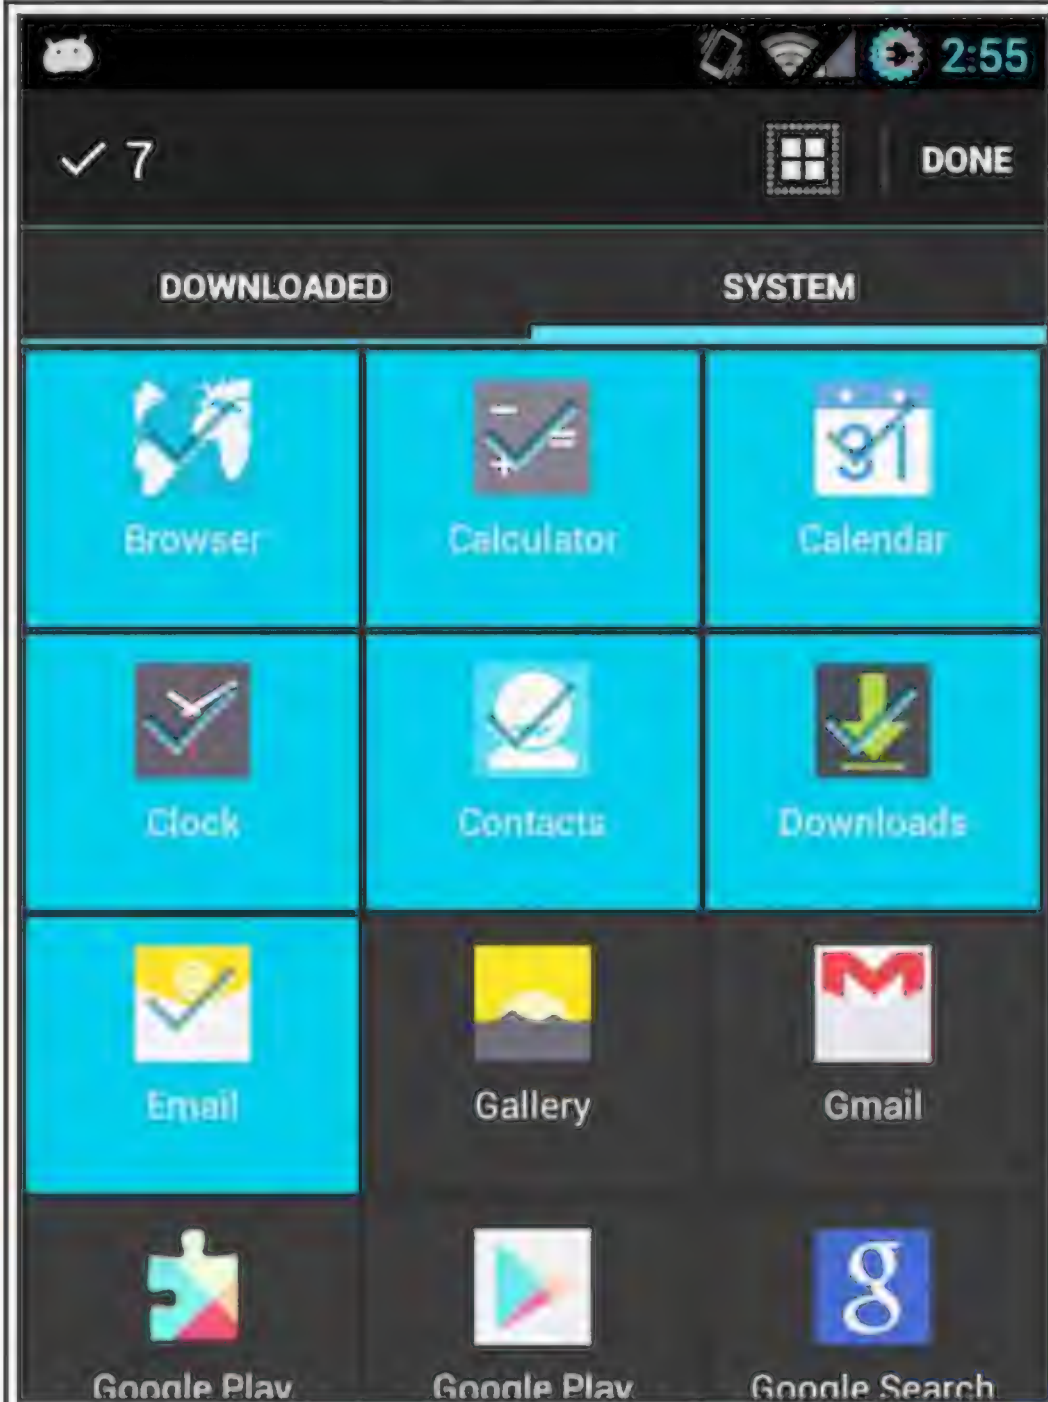 2:55
7 DONE
DOWNLOADED SYSTEM
31
Browser Calculator Calendar
Clock Contacts Downloads
Email Gallery Gmail
g
Google Play Google Play Google Search